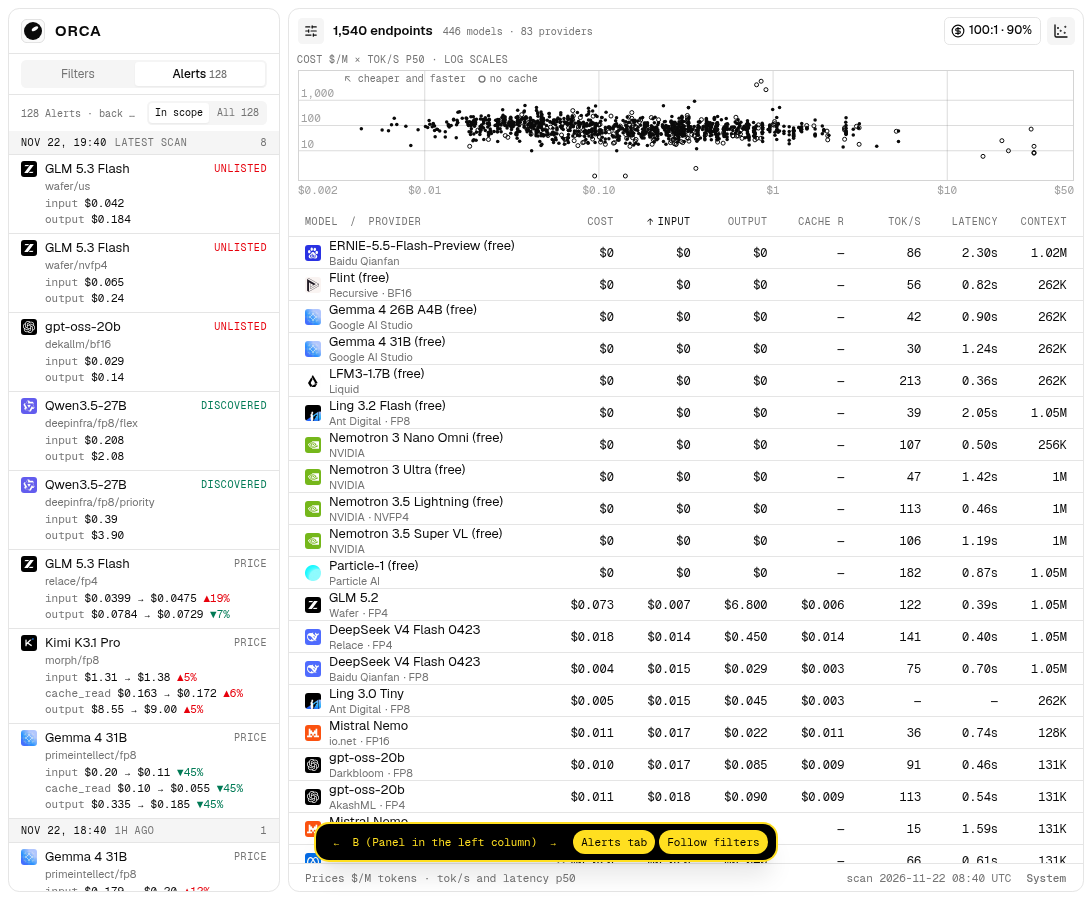 ORCA
Filters
Alerts 128
128 Alerts · back …
In scope
All 128
NOV 22, 19:40 LATEST SCAN 8
GLM 5.3 Flash UNLISTED
wafer/us
input $0.042
output $0.184
GLM 5.3 Flash UNLISTED
wafer/nvfp4
input $0.065
output $0.24
gpt-oss-20b UNLISTED
dekallm/bf16
input $0.029
output $0.14
Qwen3.5-27B DISCOVERED
deepinfra/fp8/flex
input $0.208
output $2.08
Qwen3.5-27B DISCOVERED
deepinfra/fp8/priority
input $0.39
output $3.90
GLM 5.3 Flash PRICE
relace/fp4
input $0.0399 → $0.0475 ▲19%
output $0.0784 → $0.0729 ▼7%
Kimi K3.1 Pro PRICE
morph/fp8
input $1.31 → $1.38 ▲5%
cache_read $0.163 → $0.172 ▲6%
output $8.55 → $9.00 ▲5%
Gemma 4 31B PRICE
primeintellect/fp8
input $0.20 → $0.11 ▼45%
cache_read $0.10 → $0.055 ▼45%
output $0.335 → $0.185 ▼45%
NOV 22, 18:40 1H AGO 1
Gemma 4 31B PRICE
primeintellect/fp8
input $0.179 → $0.20 ▲12%
1,540 endpoints 446 models · 83 providers
100:1 · 90%
COST $/M × TOK/S P50 · LOG SCALES
↖ cheaper and faster
no cache
1,000
100
10
$0.002 $0.01 $0.10 $1 $10 $50
MODEL / PROVIDER COST ↑ INPUT OUTPUT CACHE R TOK/S LATENCY CONTEXT
ERNIE-5.5-Flash-Preview (free)
Baidu Qianfan
$0 $0 $0 — 86 2.30s 1.02M
Flint (free)
Recursive · BF16
$0 $0 $0 — 56 0.82s 262K
Gemma 4 26B A4B (free)
Google AI Studio
$0 $0 $0 — 42 0.90s 262K
Gemma 4 31B (free)
Google AI Studio
$0 $0 $0 — 30 1.24s 262K
LFM3-1.7B (free)
Liquid
$0 $0 $0 — 213 0.36s 262K
Ling 3.2 Flash (free)
Ant Digital · FP8
$0 $0 $0 — 39 2.05s 1.05M
Nemotron 3 Nano Omni (free)
NVIDIA
$0 $0 $0 — 107 0.50s 256K
Nemotron 3 Ultra (free)
NVIDIA
$0 $0 $0 — 47 1.42s 1M
Nemotron 3.5 Lightning (free)
NVIDIA · NVFP4
$0 $0 $0 — 113 0.46s 1M
Nemotron 3.5 Super VL (free)
NVIDIA
$0 $0 $0 — 106 1.19s 1M
Particle-1 (free)
Particle AI
$0 $0 $0 — 182 0.87s 1.05M
GLM 5.2
Wafer · FP4
$0.073 $0.007 $6.800 $0.006 122 0.39s 1.05M
DeepSeek V4 Flash 0423
Relace · FP4
$0.018 $0.014 $0.450 $0.014 141 0.40s 1.05M
DeepSeek V4 Flash 0423
Baidu Qianfan · FP8
$0.004 $0.015 $0.029 $0.003 75 0.70s 1.05M
Ling 3.0 Tiny
Ant Digital · FP8
$0.005 $0.015 $0.045 $0.003 — — 262K
Mistral Nemo
io.net · FP16
$0.011 $0.017 $0.022 $0.011 36 0.74s 128K
gpt-oss-20b
Darkbloom · FP8
$0.010 $0.017 $0.085 $0.009 91 0.46s 131K
gpt-oss-20b
AkashML · FP4
$0.011 $0.018 $0.090 $0.009 113 0.54s 131K
Mistral Nemo
— 15 1.59s 131K
66 0.61s 131K
← B (Panel in the left column) → Alerts tab Follow filters
Prices $/M tokens · tok/s and latency p50
scan 2026-11-22 08:40 UTC System